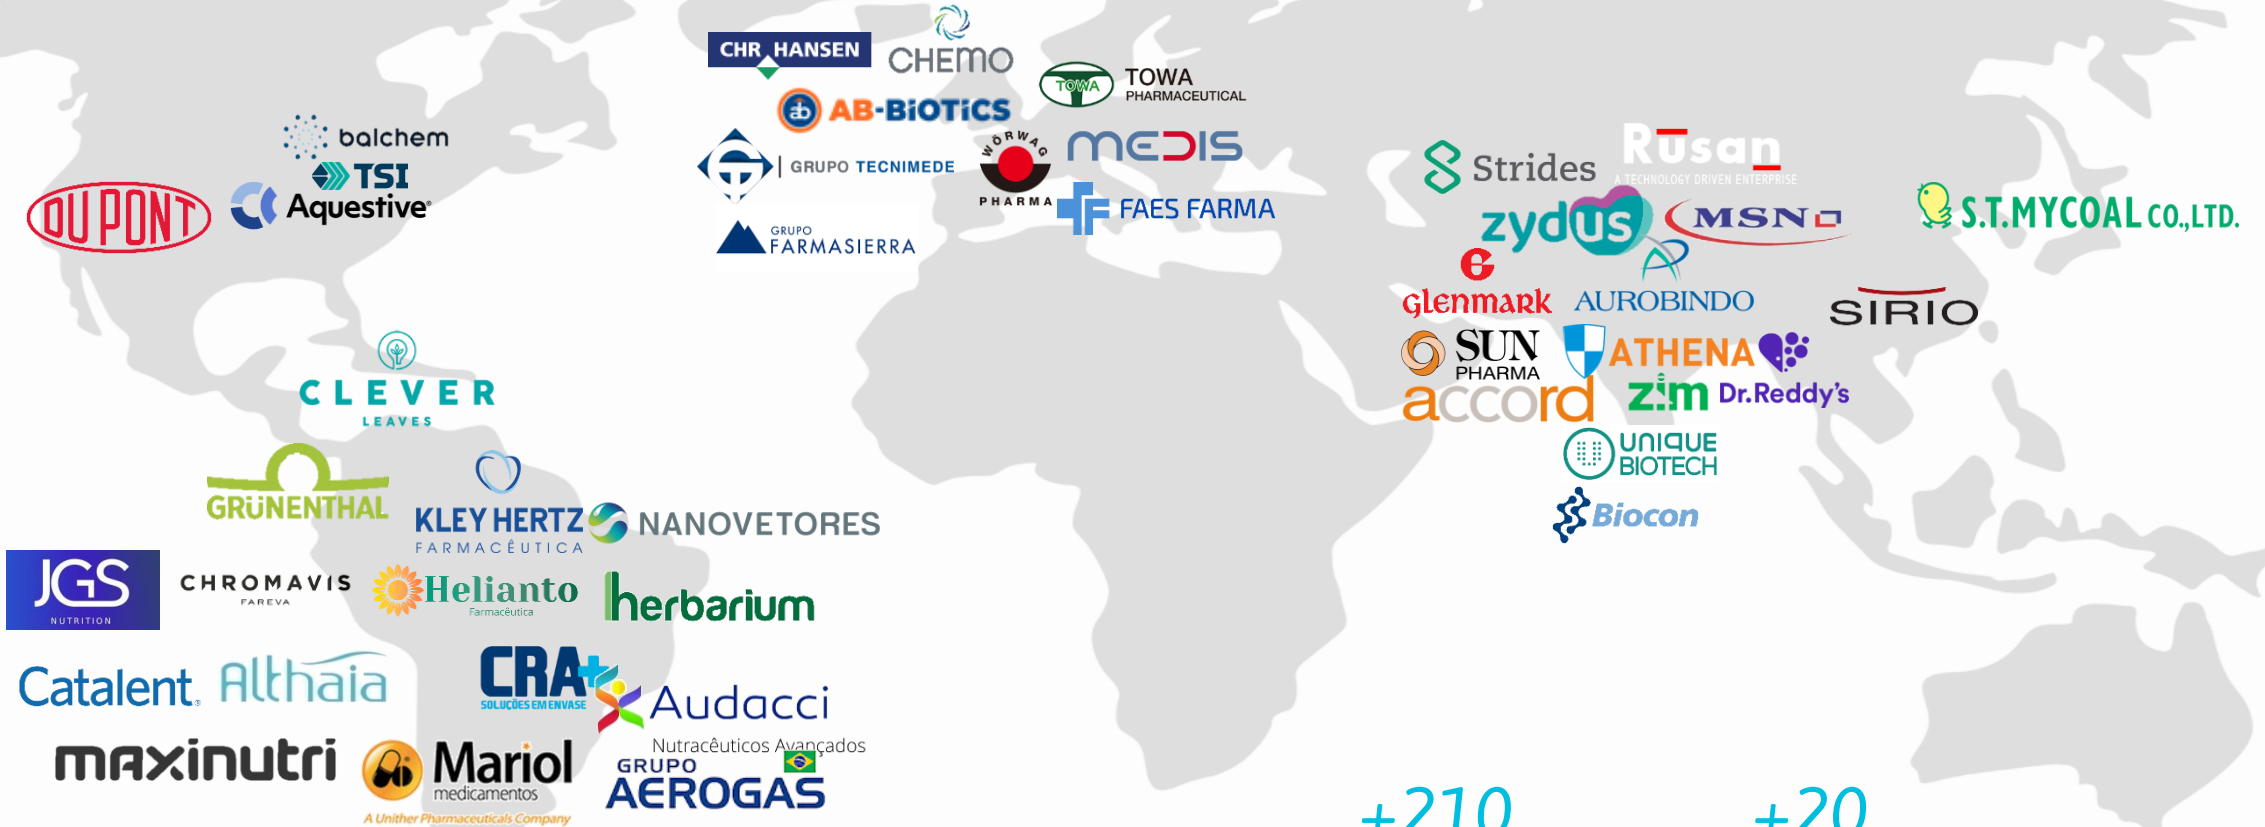 CHR HANSEN
CHEMO
TOWA
TOWA
PHARMACEUTICAL
ab
AB-BiOTiCS
balchem
TSI
Aquestive
DU PONT
GRUPO TECNIMEDE
WÖRWAG
PHARMA
MEDIS
FAES FARMA
GRUPO
FARMASIERRA
Strides
Rusan
A TECHNOLOGY DRIVEN ENTERPRISE
zydus
MSN
S.T.MYCOAL CO.,LTD.
G
glenmark
AUROBINDO
SIRIO
SUN
PHARMA
ATHENA
accord
zim
Dr.Reddy's
UNIQUE
BIOTECH
Biocon
CLEVER
LEAVES
GRÜNENTHAL
KLEY HERTZ
FARMACÊUTICA
NANOVETORES
JGS
NUTRITION
CHROMAVIS
FAREVA
Helianto
Farmacêutica
herbarium
Catalent®
Althaia
CRA+
SOLUÇÕES EM ENVASE
Audacci
Nutracêuticos Avançados
maxinutri
Mariol
medicamentos
A Unither Pharmaceuticals Company
GRUPO
AEROGAS
+210
+20